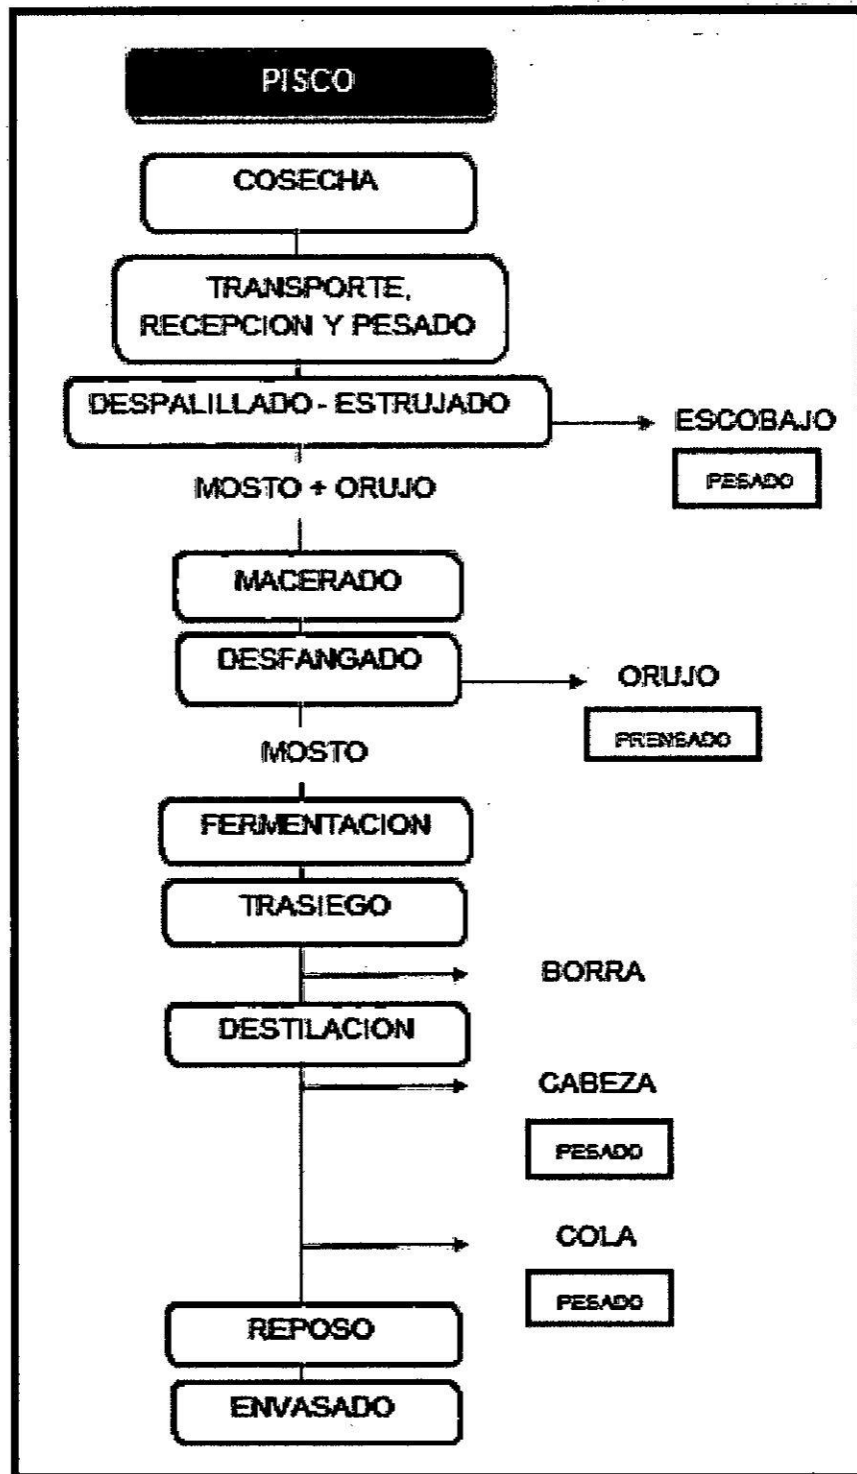 PISCO
COSECHA
TRANSPORTE,
RECEPCION Y PESADO
DESPALILLADO - ESTRUJADO
ESCOBAJO
PESADO
MOSTO + ORUJO
MACERADO
DESFANGADO
ORUJO
PRENSADO
MOSTO
FERMENTACION
TRASIEGO
BORRA
DESTILACION
CABEZA
PESADO
COLA
PESADO
REPOSO
ENVASADO